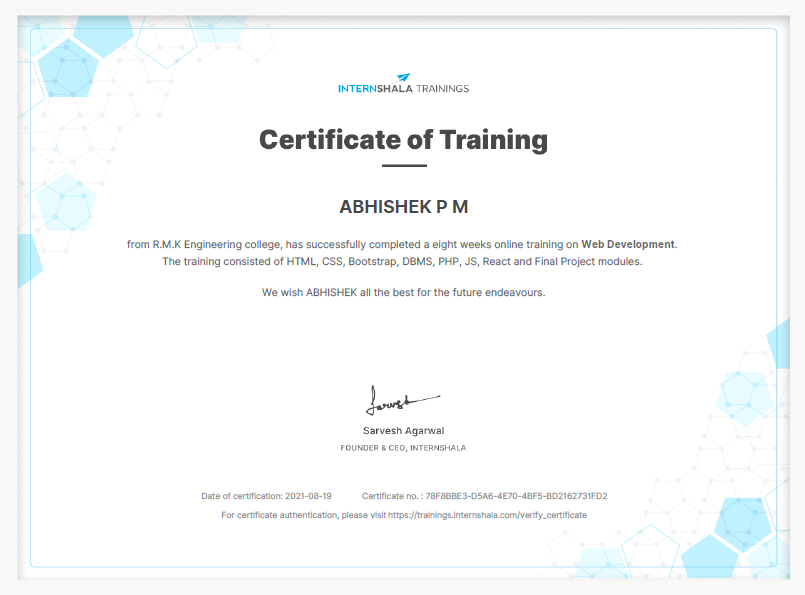 INTERNSHALA TRAININGS
Certificate of Training
ABHISHEK P M
from R.M.K Engineering college, has successfully completed a eight weeks online training on Web Development.
The training consisted of HTML, CSS, Bootstrap, DBMS, PHP, JS, React and Final Project modules.
We wish ABHISHEK all the best for the future endeavours.
Sarvesh
Sarvesh Agarwal
FOUNDER & CEO, INTERNSHALA
Date of certification: 2021-08-19 Certificate no. : 78F8BBE3-D5A6-4E70-4BF5-BD2162731FD2
For certificate authentication, please visit https://trainings.internshala.com/verify_certificate